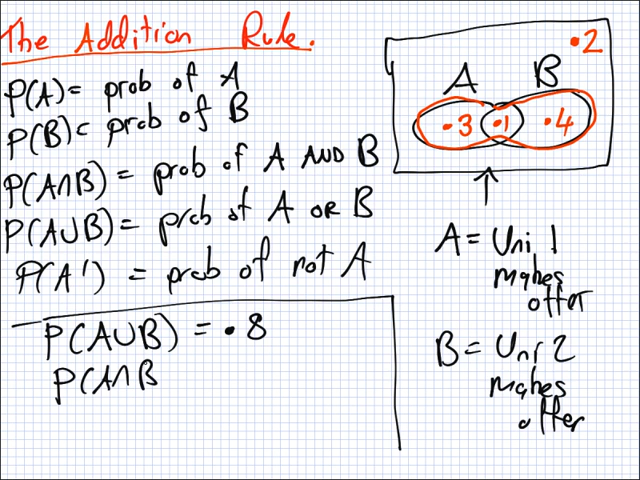 The Addition Rule.
P(A) = prob of A
P(B) = prob of B
P(A∩B) = prob of A AND B
P(A∪B) = prob of A OR B
P(A') = prob of not A
P(A∪B) = .8
P(A∩B
.2
A B
.3 .1 .4
A = Uni 1
makes
offer
B = Uni 2
makes
offer